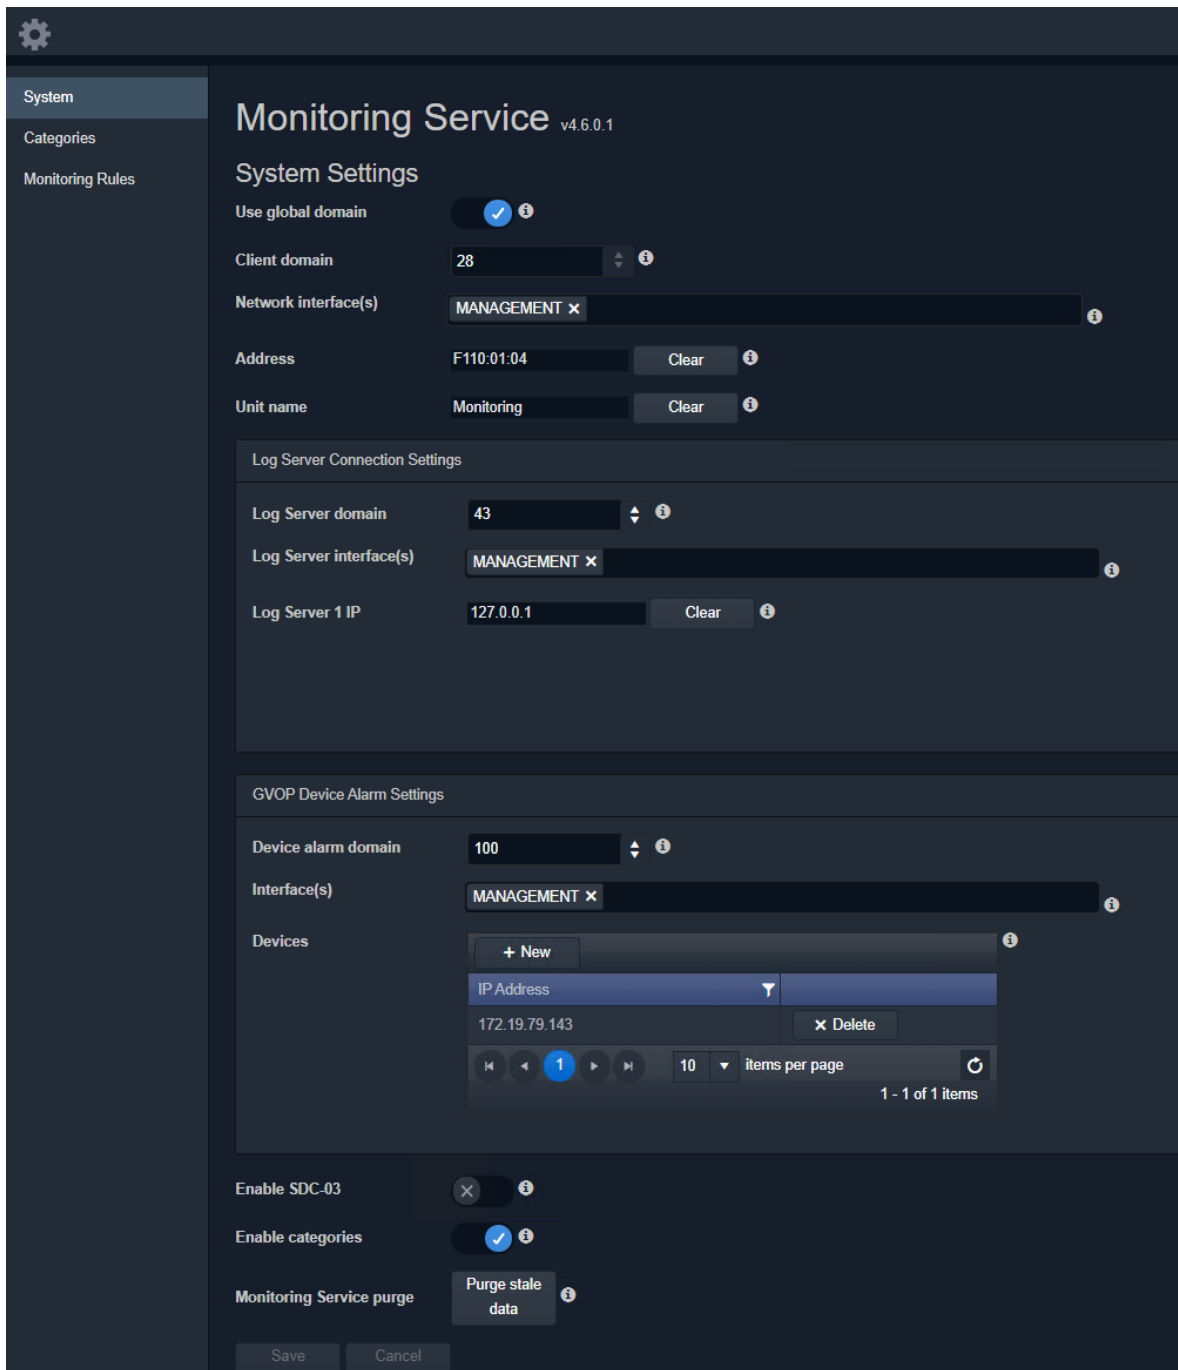 System
Categories
Monitoring Rules
Monitoring Service v4.6.0.1
System Settings
Use global domain
Client domain 28
Network interface(s) MANAGEMENT
Address F110:01:04 Clear
Unit name Monitoring Clear
Log Server Connection Settings
Log Server domain 43
Log Server interface(s) MANAGEMENT
Log Server 1 IP 127.0.0.1 Clear
GVOP Device Alarm Settings
Device alarm domain 100
Interface(s) MANAGEMENT
Devices
+ New
IP Address
172.19.79.143 Delete
1 10 items per page
1 - 1 of 1 items
Enable SDC-03
Enable categories
Monitoring Service purge Purge stale
data
Save Cancel